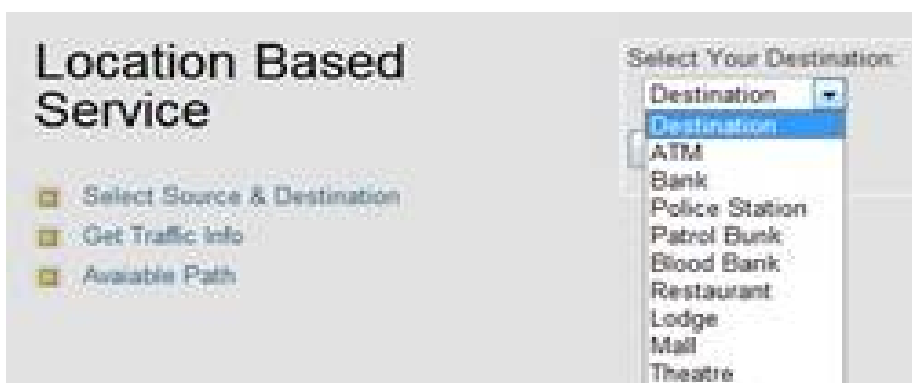 Location Based
Service
Select Source & Destination
Get Traffic Info
Avaiable Path
Select Your Destination:
Destination
Destination
ATM
Bank
Police Station
Patrol Bunk
Blood Bank
Restaurant
Lodge
Mall
Theatre